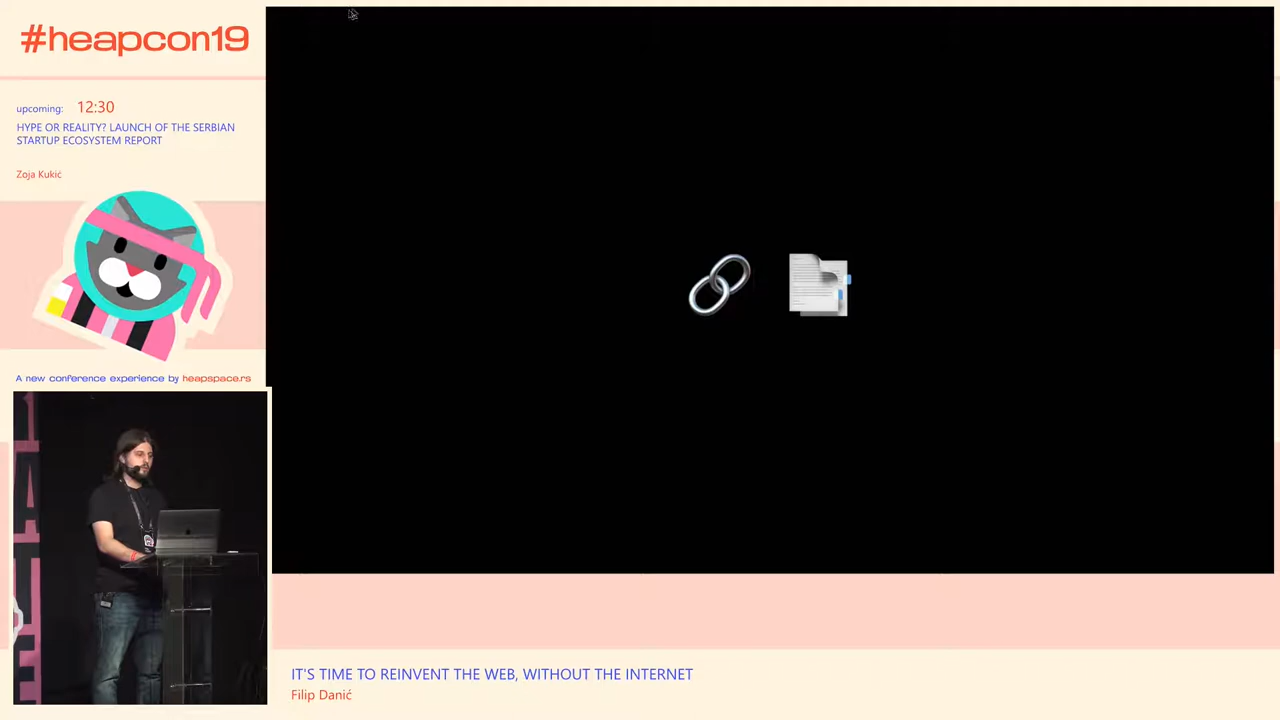 #heapcon19
upcoming: 12:30
HYPE OR REALITY? LAUNCH OF THE SERBIAN
STARTUP ECOSYSTEM REPORT
Zoja Kukić
A new conference experience by heapspace.rs
IT'S TIME TO REINVENT THE WEB, WITHOUT THE INTERNET
Filip Danić